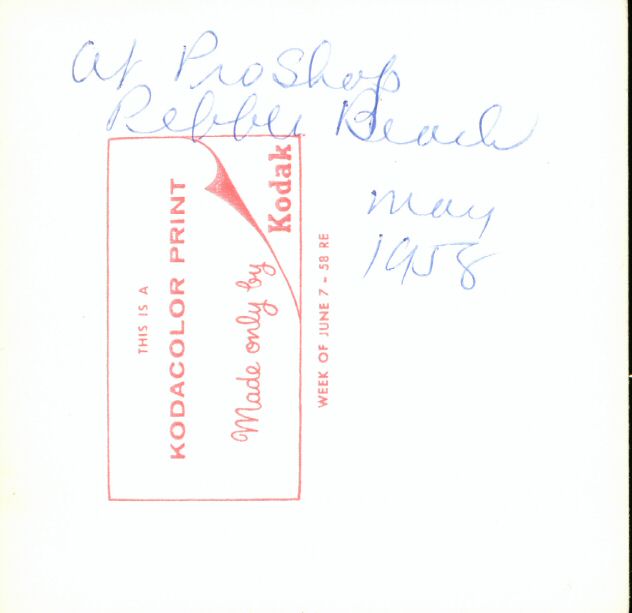 At Pro Shop
Pebble Beach
May
1958
THIS IS A
KODACOLOR PRINT
Made only by
Kodak
WEEK OF JUNE 7 - 58 RE